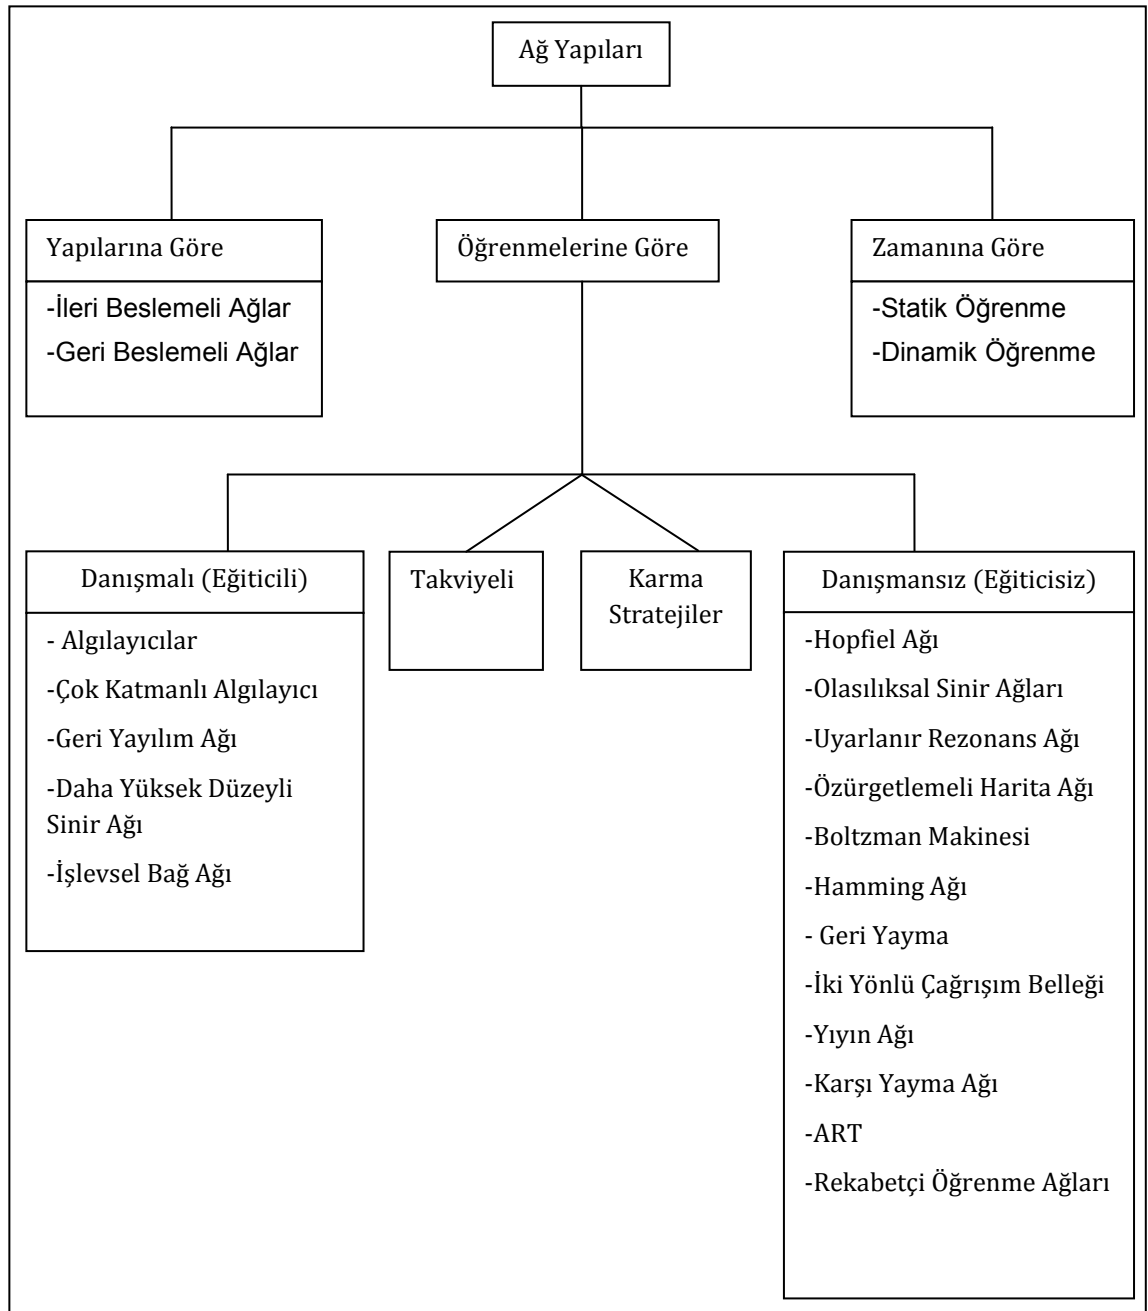 Ağ Yapıları
Yapılarına Göre
-İleri Beslemeli Ağlar
-Geri Beslemeli Ağlar
Öğrenmelerine Göre
Zamanına Göre
-Statik Öğrenme
-Dinamik Öğrenme
Danışmalı (Eğiticili)
- Algılayıcılar
-Çok Katmanlı Algılayıcı
-Geri Yayılım Ağı
-Daha Yüksek Düzeyli
Sinir Ağı
-İşlevsel Bağ Ağı
Takviyeli
Karma
Stratejiler
Danışmansız (Eğiticisiz)
-Hopfiel Ağı
-Olasılıksal Sinir Ağları
-Uyarlanır Rezonans Ağı
-Özürgetlemeli Harita Ağı
-Boltzman Makinesi
-Hamming Ağı
- Geri Yayma
-İki Yönlü Çağrışım Belleği
-Yıyın Ağı
-Karşı Yayma Ağı
-ART
-Rekabetçi Öğrenme Ağları